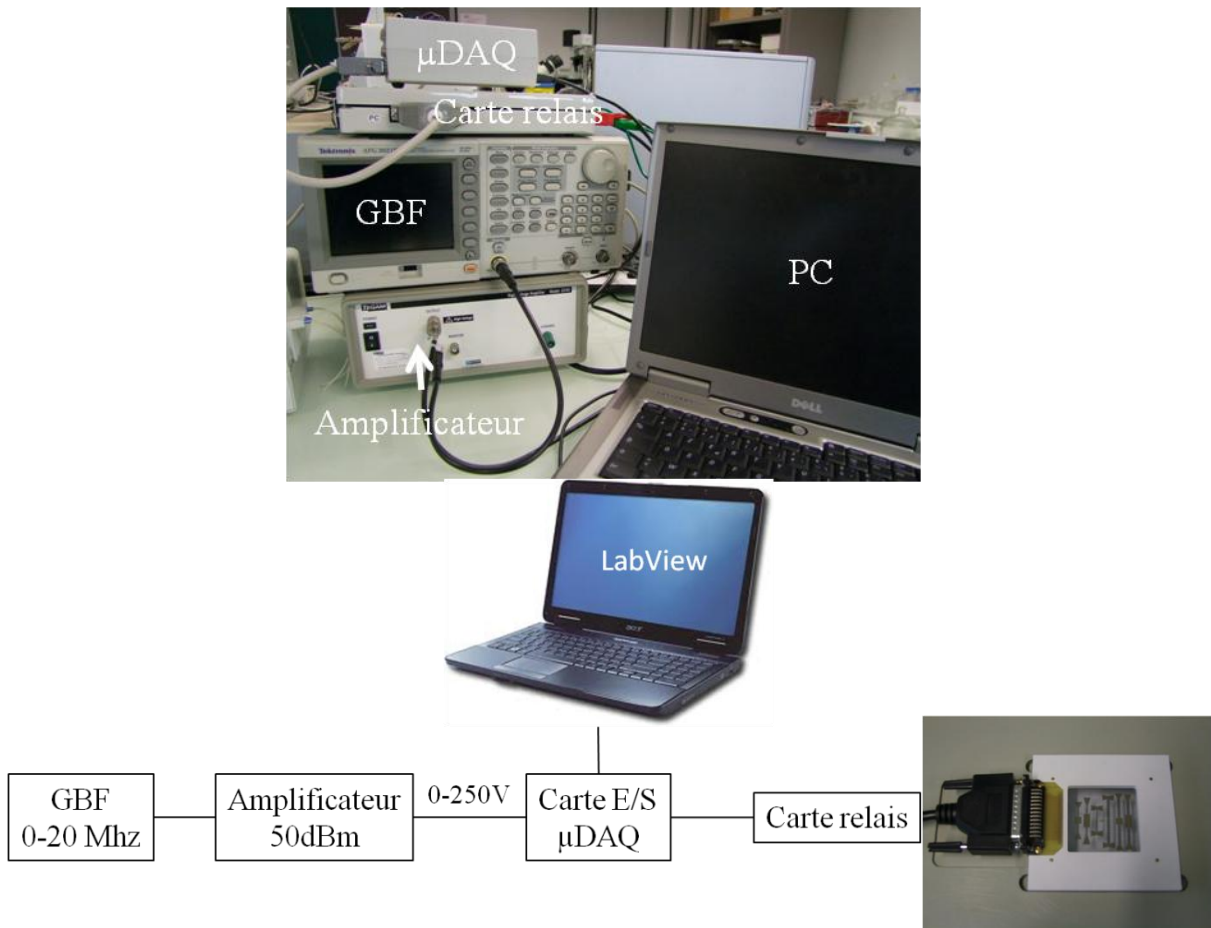 µDAQ
Carte relais
PC
Tektronix
GBF
PC
DELL
Amplificateur
LabView
acer
GBF
0-20 Mhz
Amplificateur
50dBm
0-250V
Carte E/S
µDAQ
Carte relais